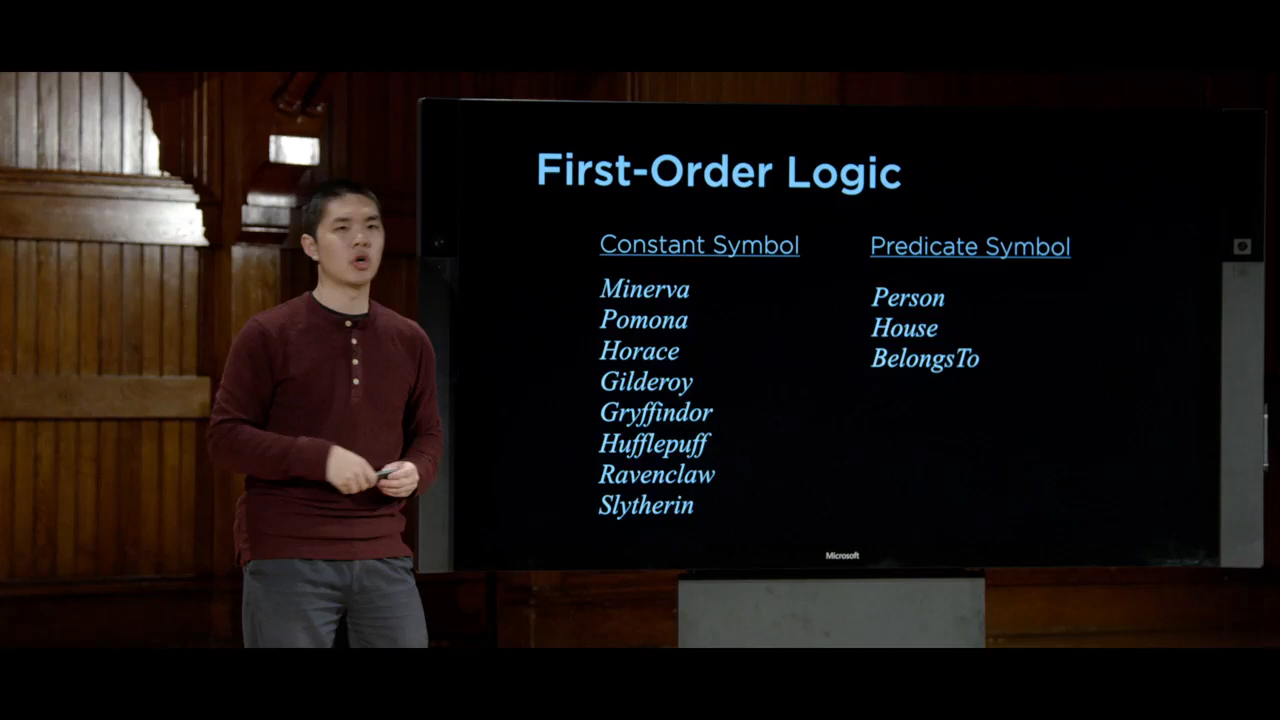 First-Order Logic
Constant Symbol
Minerva
Pomona
Horace
Gilderoy
Gryffindor
Hufflepuff
Ravenclaw
Slytherin
Predicate Symbol
Person
House
BelongsTo
Microsoft